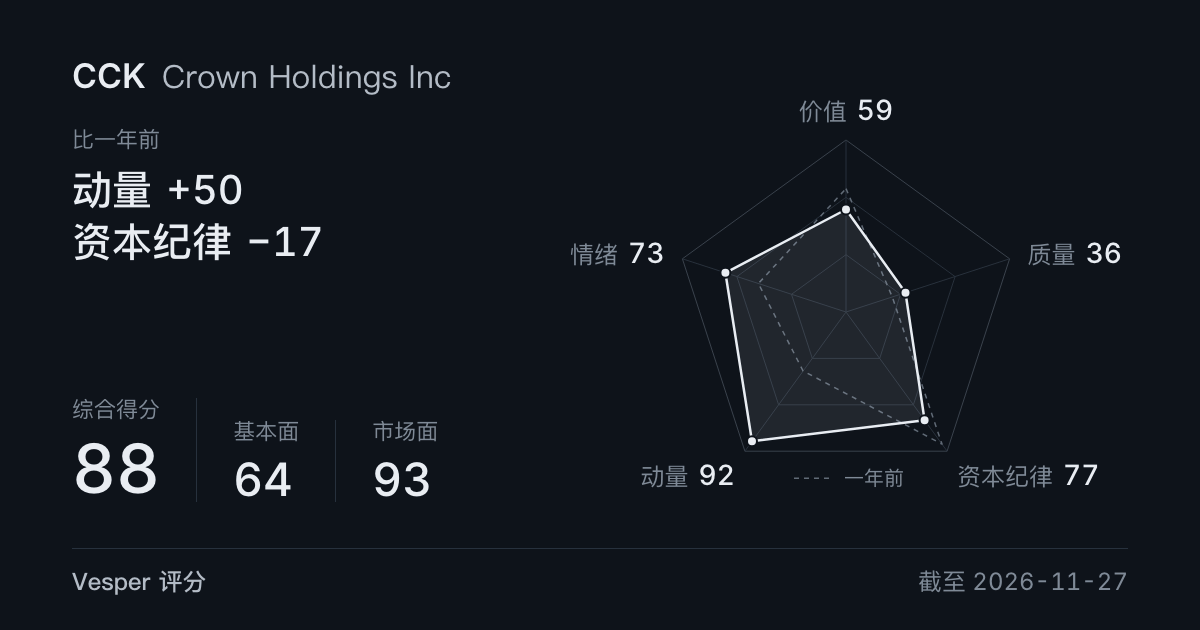 CCK Crown Holdings Inc
比一年前
动量 +50
资本纪律 −17
综合得分
88
基本面
64
市场面
93
价值 59
情绪 73
质量 36
动量 92
一年前
资本纪律 77
Vesper 评分
截至 2026-11-27